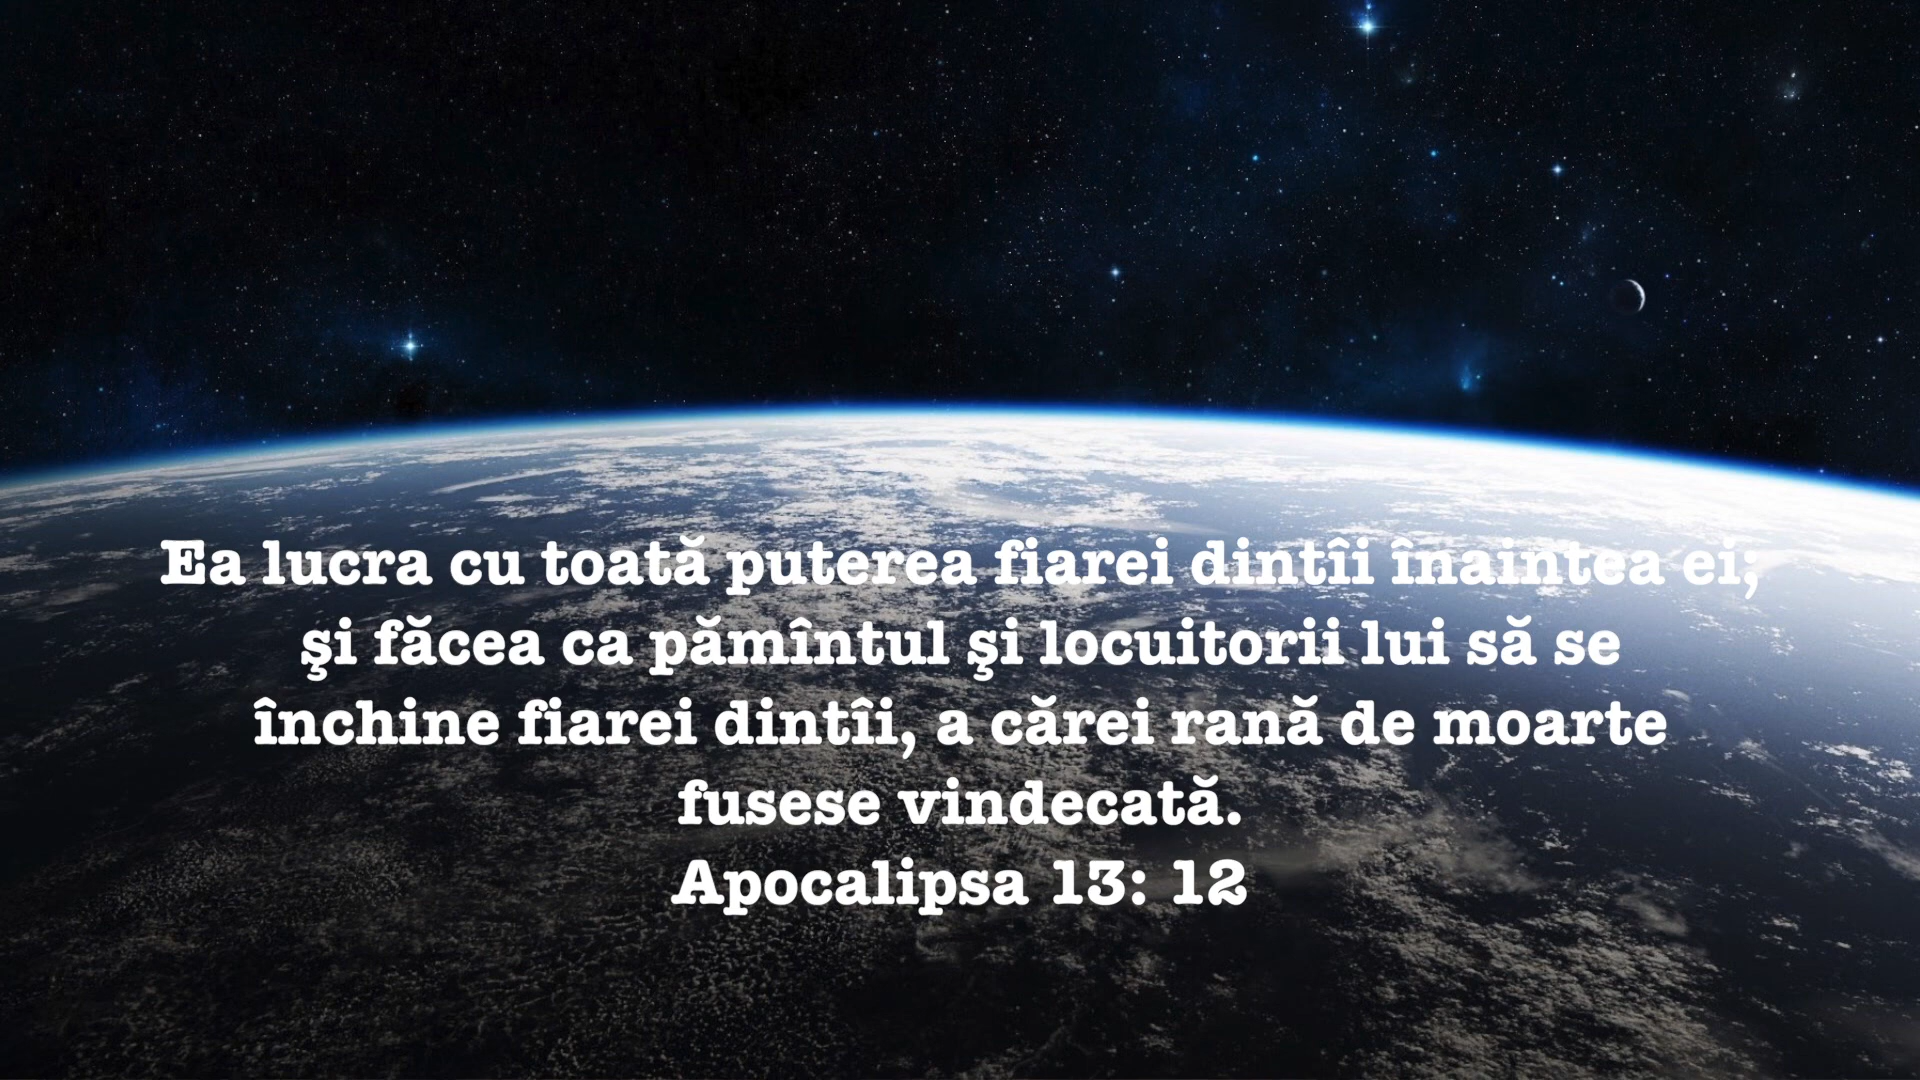 Ea lucra cu toată puterea fiarei dintîi înaintea ei;
şi făcea ca pămîntul şi locuitorii lui să se
închine fiarei dintîi, a cărei rană de moarte
fusese vindecată.
Apocalipsa 13: 12